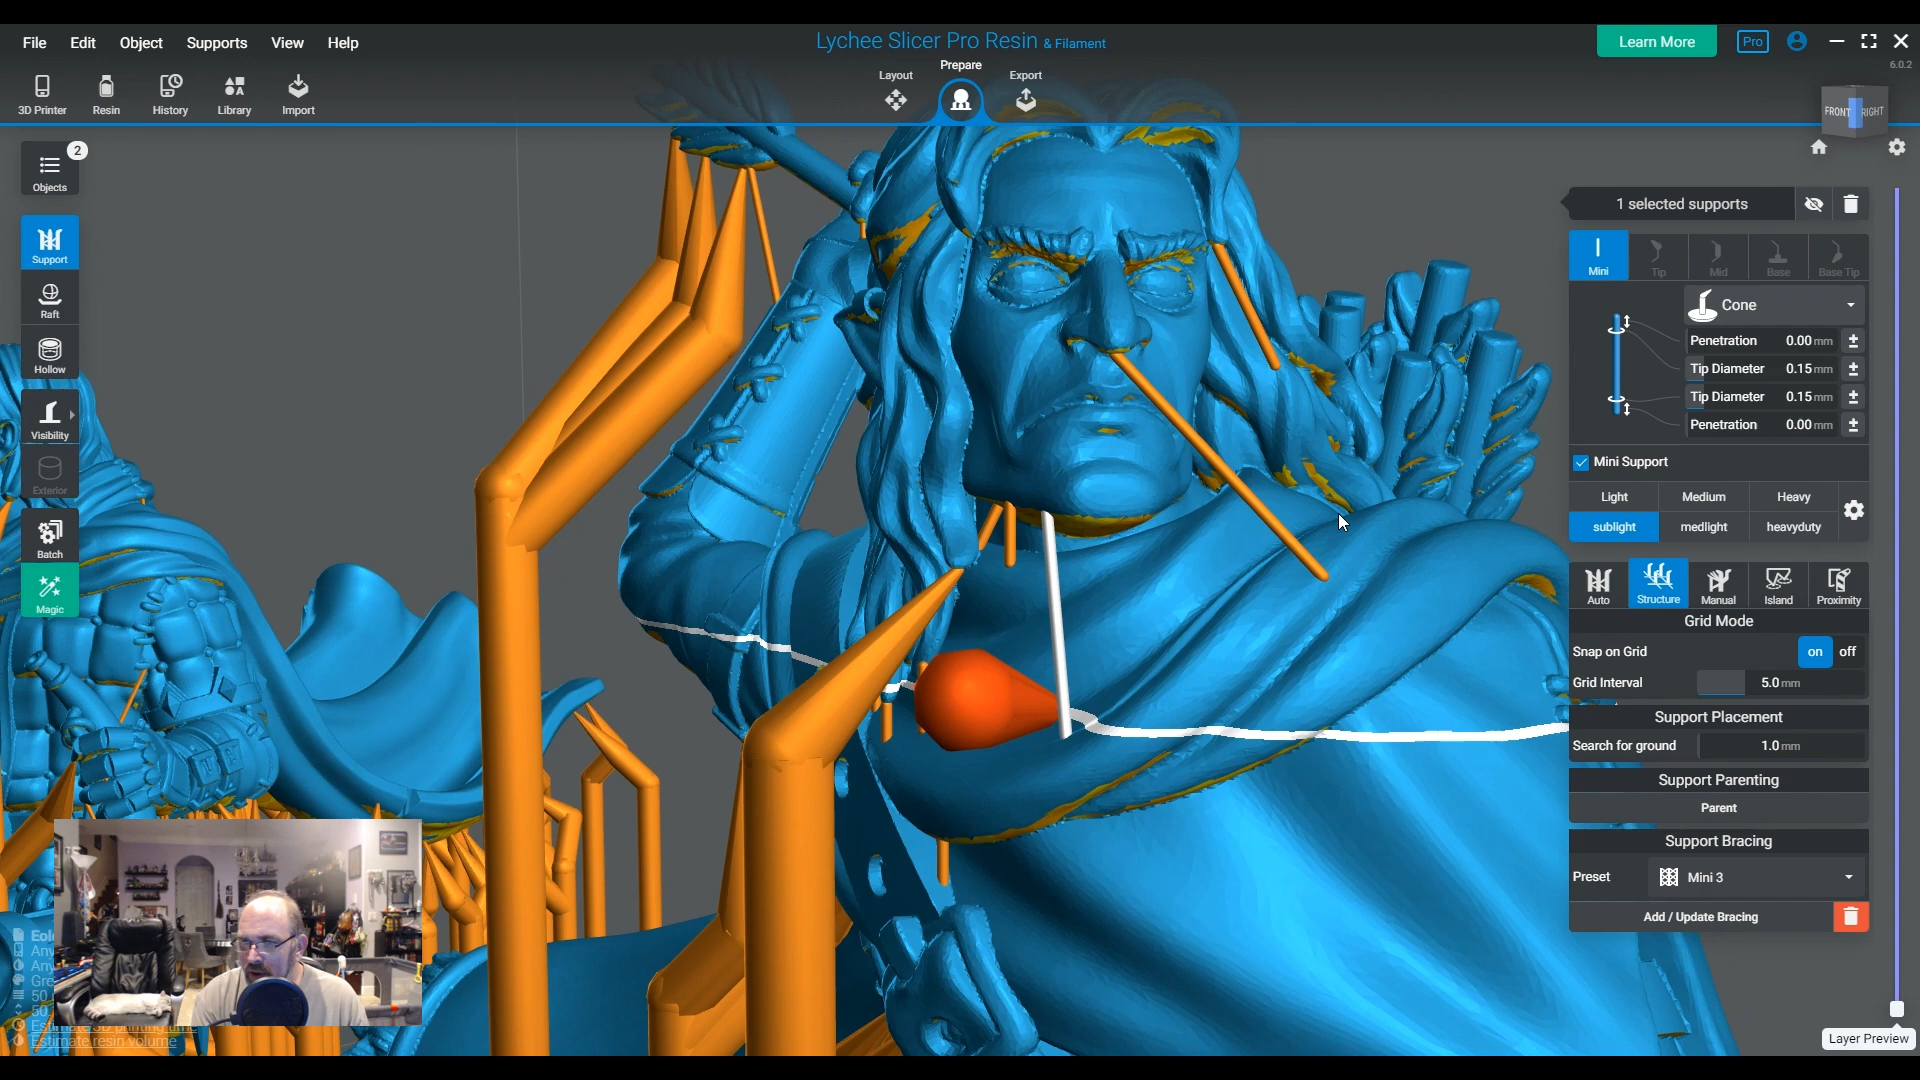 File Edit Object Supports View Help
Lychee Slicer Pro Resin & Filament
Learn More
Pro
6.0.2
3D Printer Resin History Library Import
Layout Prepare Export
FRONT RIGHT
Objects
2
Support
Raft
Hollow
Visibility
Exterior
Batch
Magic
1 selected supports
Mini Tip Mid Base Base Tip
Cone
Penetration 0.00 mm
Tip Diameter 0.15 mm
Tip Diameter 0.15 mm
Penetration 0.00 mm
Mini Support
Light Medium Heavy
sublight medlight heavyduty
Auto Structure Manual Island Proximity
Grid Mode
Snap on Grid on off
Grid Interval 5.0 mm
Support Placement
Search for ground 1.0 mm
Support Parenting
Parent
Support Bracing
Preset Mini 3
Add / Update Bracing
Layer Preview
50
50
Estimate 3D printing time
Estimate resin volume